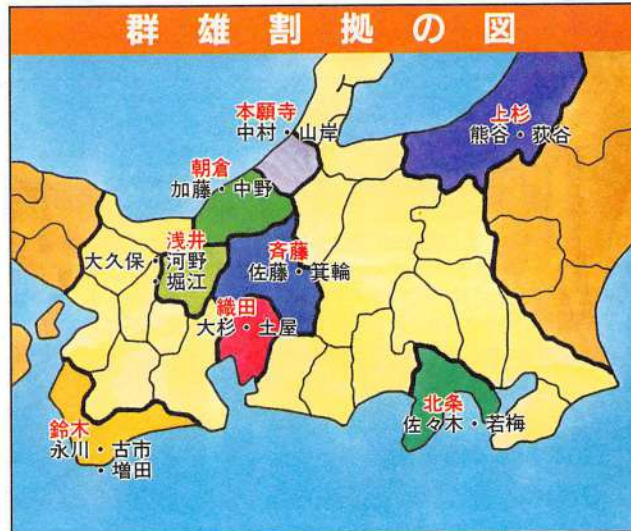 群雄割拠の図
本願寺
中村・山岸
上杉
熊谷・荻谷
朝倉
加藤・中野
浅井
大久保・河野
・堀江
斉藤
佐藤・箕輪
織田
大杉・土屋
北条
佐々木・若梅
鈴木
永川・古市
・増田